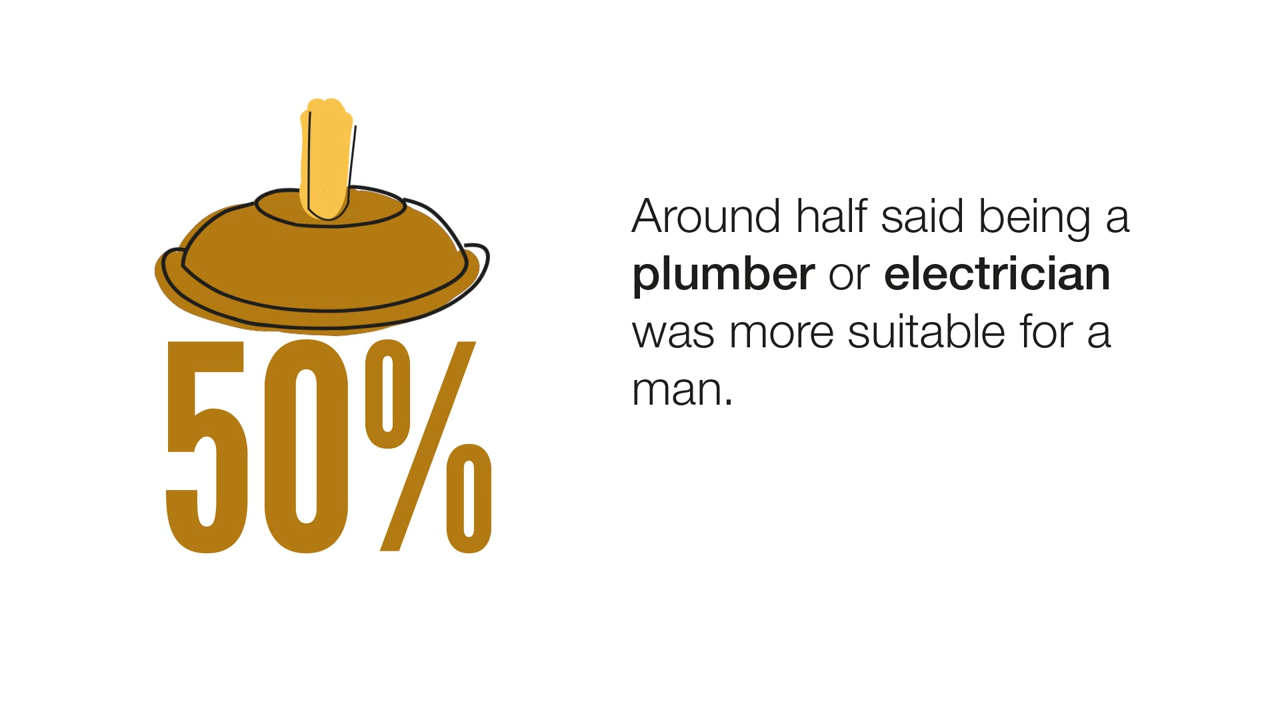 50%
Around half said being a
plumber or electrician
was more suitable for a
man.